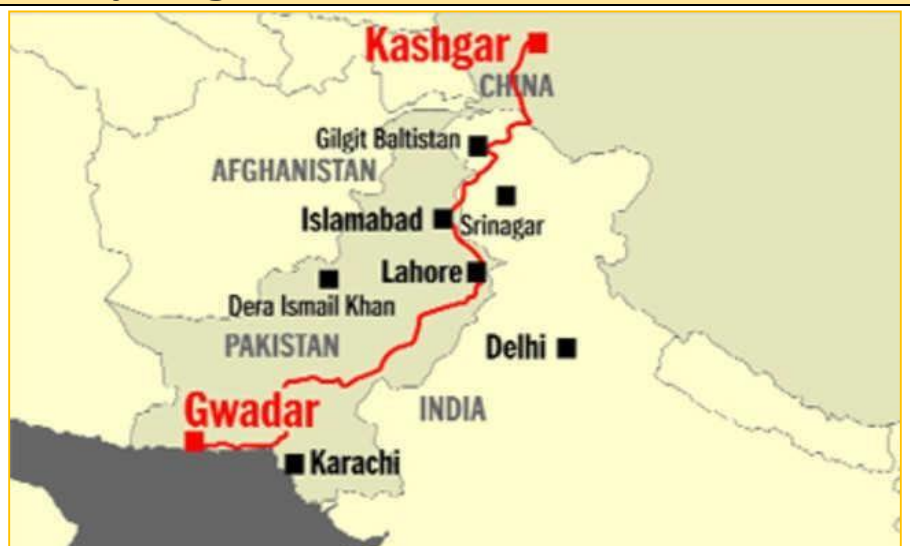 Kashgar
CHINA
Gilgit Baltistan
AFGHANISTAN
Islamabad
Srinagar
Lahore
Dera Ismail Khan
PAKISTAN
Delhi
Gwadar
INDIA
Karachi